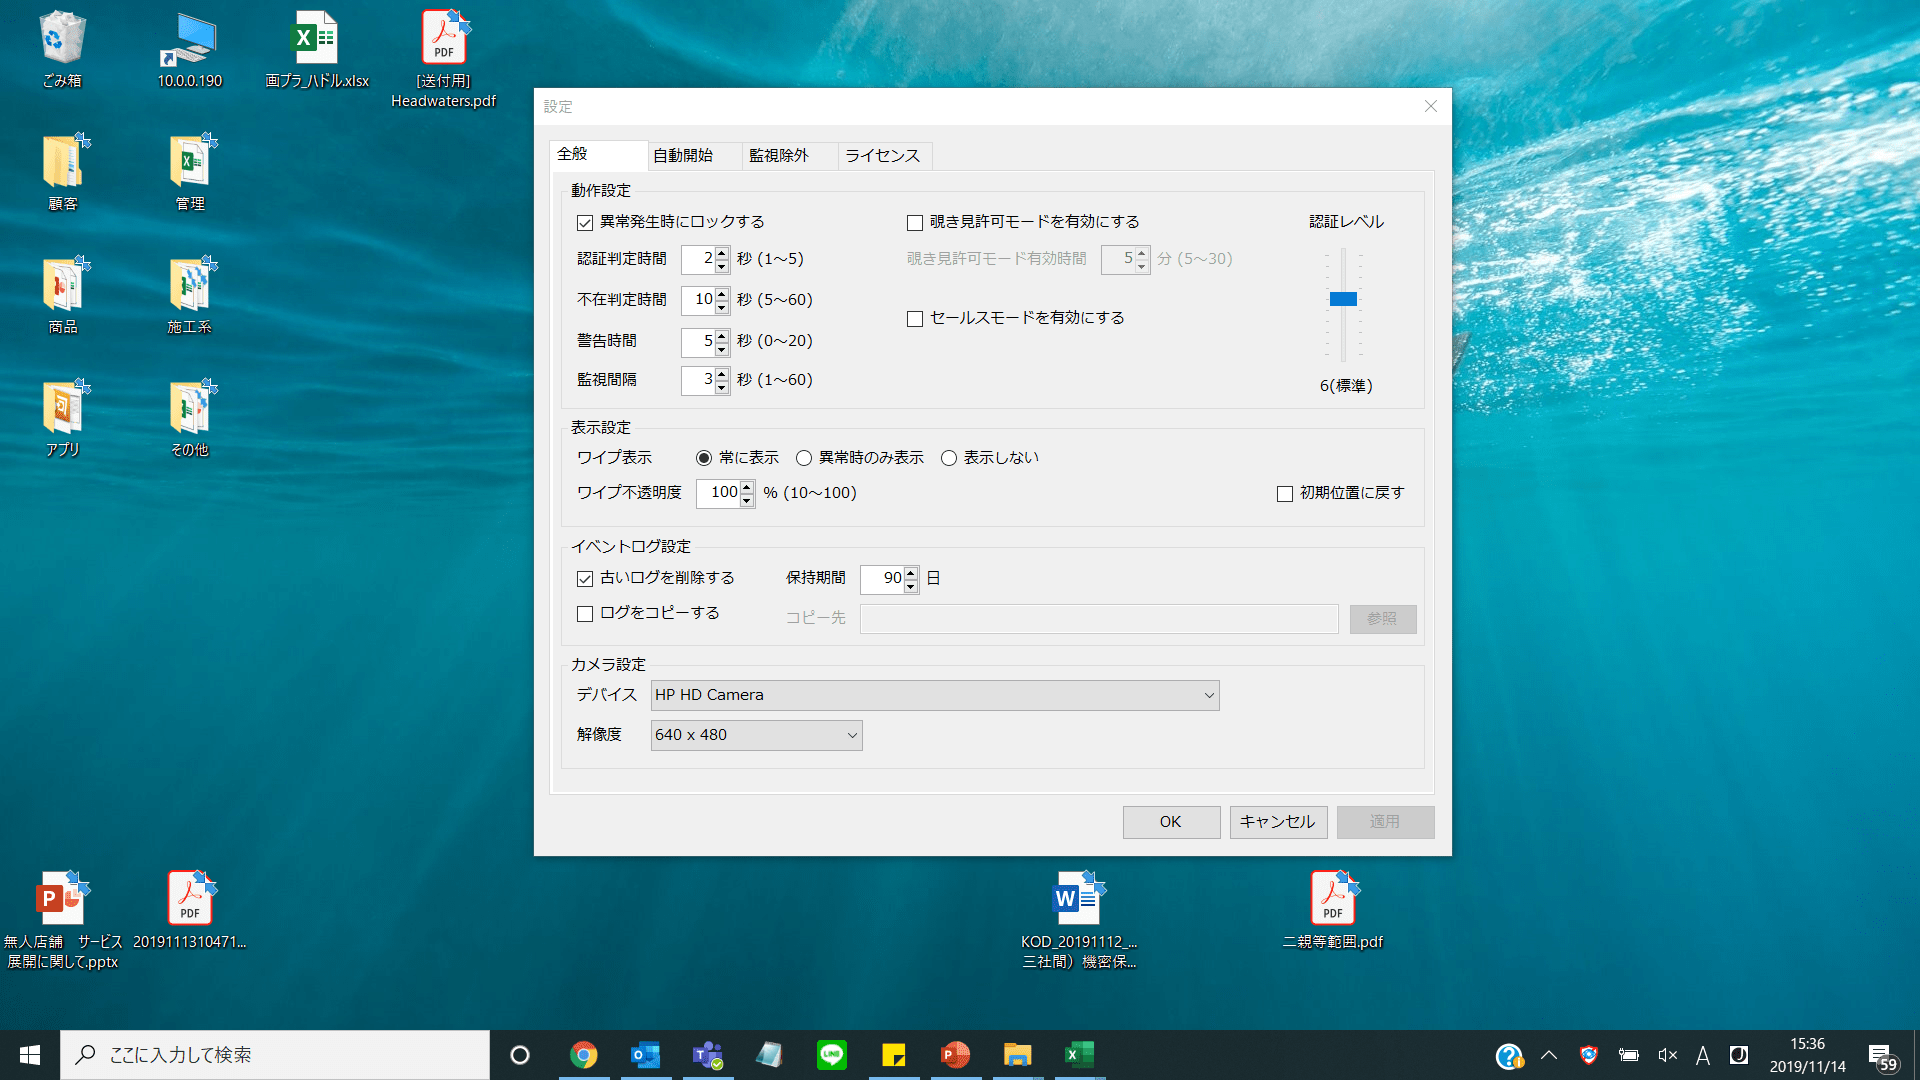 ごみ箱
10.0.0.190
画プラ_ハドル.xlsx
[送付用]
Headwaters.pdf
顧客
管理
商品
施工系
アプリ
その他
設定
全般
自動開始
監視除外
ライセンス
動作設定
異常発生時にロックする
覗き見許可モードを有効にする
認証レベル
認証判定時間 2 秒 (1～5)
覗き見許可モード有効時間 5 分 (5～30)
不在判定時間 10 秒 (5～60)
セールスモードを有効にする
警告時間 5 秒 (0～20)
監視間隔 3 秒 (1～60)
6(標準)
表示設定
ワイプ表示 常に表示 異常時のみ表示 表示しない
ワイプ不透明度 100 % (10～100)
初期位置に戻す
イベントログ設定
古いログを削除する 保持期間 90 日
ログをコピーする コピー先 参照
カメラ設定
デバイス HP HD Camera
解像度 640 x 480
OK キャンセル 適用
無人店舗　サービス
展開に関して.pptx
2019111310471...
KOD_20191112_...
三社間）機密保...
二親等範囲.pdf
ここに入力して検索
15:36
2019/11/14
59